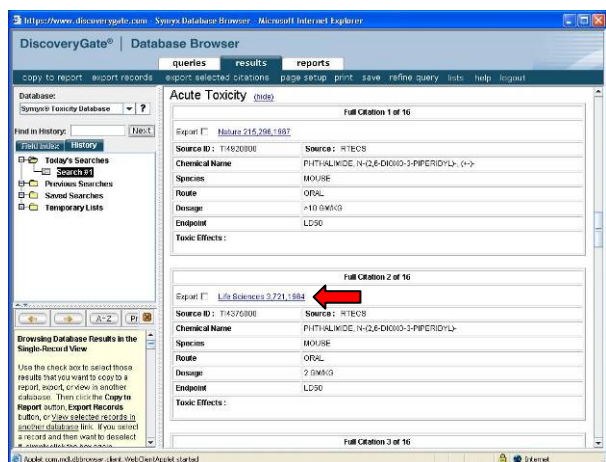 https://www.discoverygate.com - Symyx Database Browser - Microsoft Internet Explorer
DiscoveryGate® | Database Browser
queries results reports
copy to report export records export selected citations page setup print save refine query lists help logout
Database:
Symyx® Toxicity Database ?
Find in History: Next
Field Index History
Today's Searches
Search #1
Previous Searches
Saved Searches
Temporary Lists
A-Z Pr
Browsing Database Results in the
Single-Record View
Use the check box to select those
results that you want to copy to a
report, export, or view in another
database. Then click the Copy to
Report button, Export Records
button, or View selected records in
another database link. If you select
a record and then want to deselect
Acute Toxicity (hide)
Full Citation 1 of 16
Export Nature 215,296,1967
Source ID: TI4920000 Source: RTECS
Chemical Name PHTHALIMIDE, N-(2,6-DIOXO-3-PIPERIDYL)-, (+-)-
Species MOUSE
Route ORAL
Dosage >10 GM/KG
Endpoint LD50
Toxic Effects:
Full Citation 2 of 16
Export Life Sciences 3,721,1964
Source ID: TI4375000 Source: RTECS
Chemical Name PHTHALIMIDE, N-(2,6-DIOXO-3-PIPERIDYL)-
Species MOUSE
Route ORAL
Dosage 2 GM/KG
Endpoint LD50
Toxic Effects:
Full Citation 3 of 16
Applet com.mdl.dbbrowser.client.WebClientApplet started
Internet